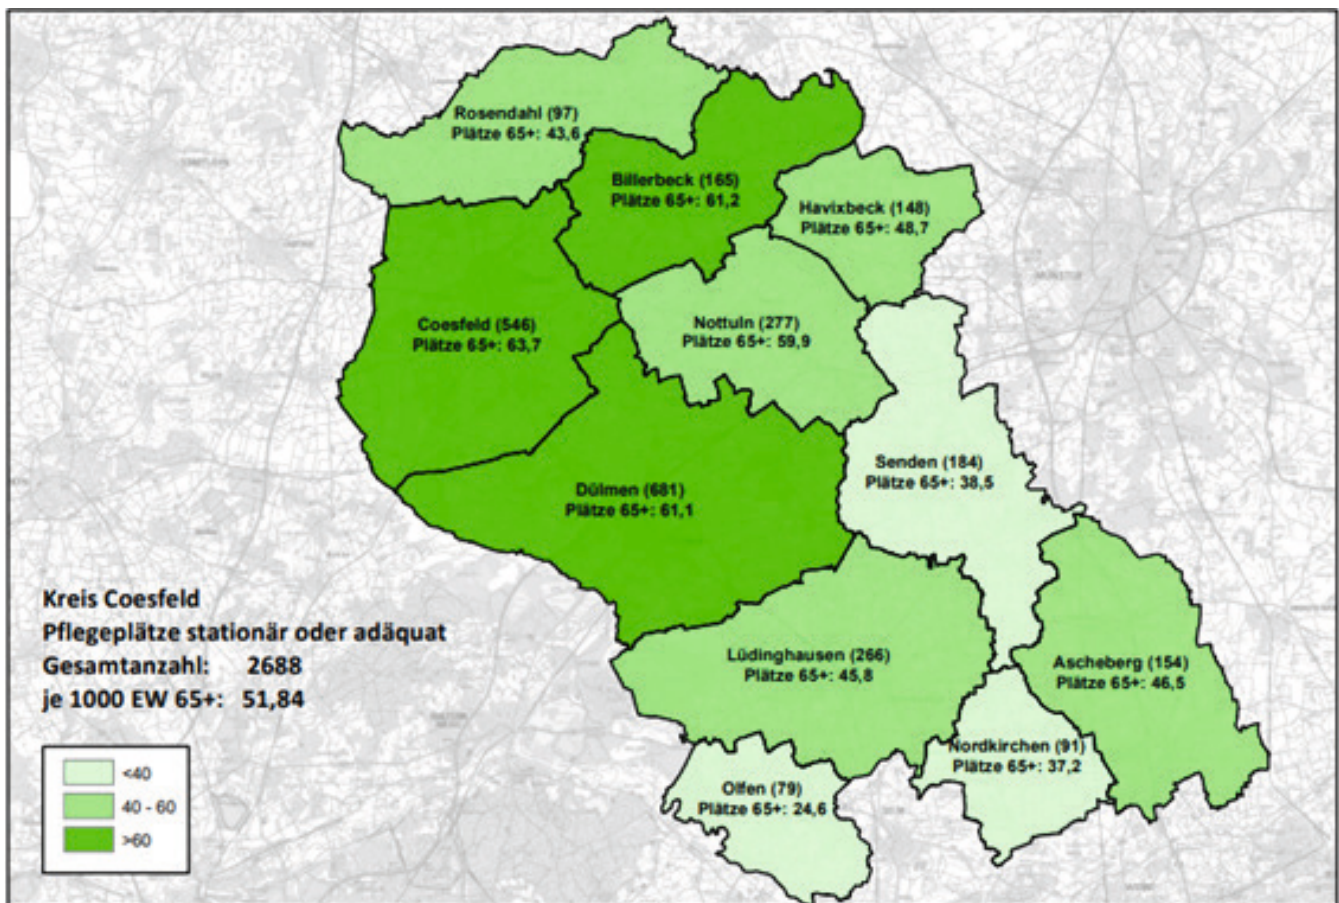 Rosendahl (97)
Plätze 65+: 43,6
Billerbeck (165)
Plätze 65+: 61,2
Havixbeck (148)
Plätze 65+: 48,7
Coesfeld (546)
Plätze 65+: 63,7
Nottuln (277)
Plätze 65+: 59,9
Senden (184)
Plätze 65+: 38,5
Dülmen (681)
Plätze 65+: 61,1
Lüdinghausen (266)
Plätze 65+: 45,8
Ascheberg (154)
Plätze 65+: 46,5
Nordkirchen (91)
Plätze 65+: 37,2
Olfen (79)
Plätze 65+: 24,6
Kreis Coesfeld
Pflegeplätze stationär oder adäquat
Gesamtanzahl: 2688
je 1000 EW 65+: 51,84
<40
40 - 60
>60